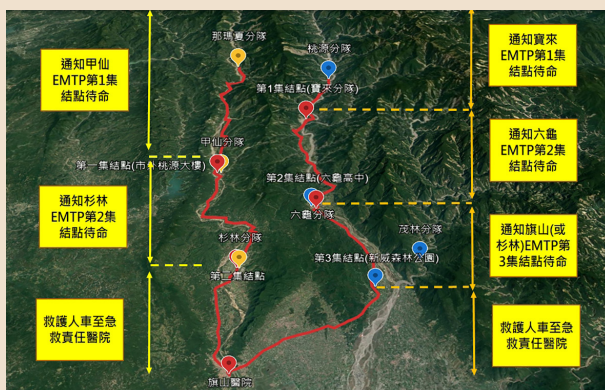 通知甲仙
EMTP第1集
結點待命
通知杉林
EMTP第2集
結點待命
救護人車至急
救責任醫院
那瑪夏分隊
桃源分隊
第1集結點(寶來分隊)
甲仙分隊
第一集結點(市\桃源大樓)
第2集結點(六龜高中)
六龜分隊
杉林分隊
茂林分隊
第二集結點
第3集結點(新威森林公園)
旗山醫院
通知寶來
EMTP第1集
結點待命
通知六龜
EMTP第2集
結點待命
通知旗山(或
杉林)EMTP第
3集結點待命
救護人車至急
救責任醫院